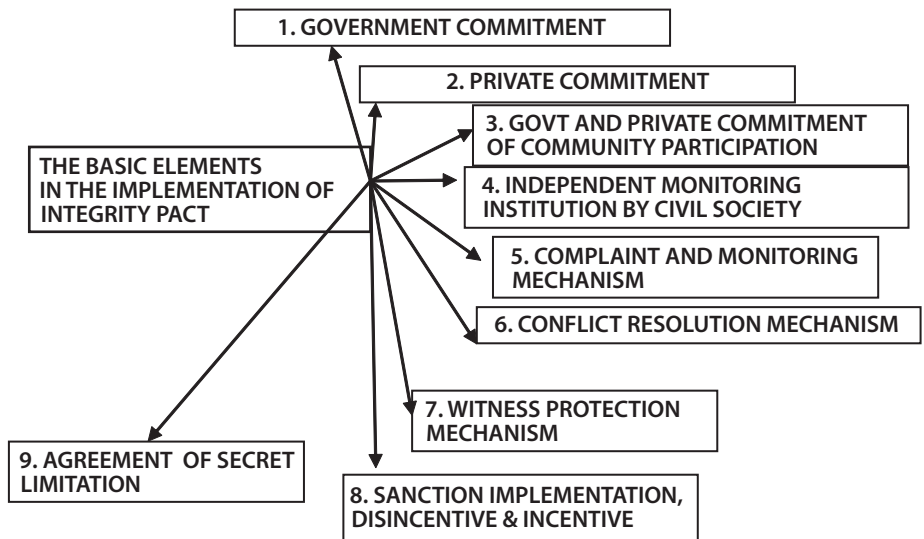 1. GOVERNMENT COMMITMENT
2. PRIVATE COMMITMENT
3. GOVT AND PRIVATE COMMITMENT
OF COMMUNITY PARTICIPATION
THE BASIC ELEMENTS
IN THE IMPLEMENTATION OF
INTEGRITY PACT
4. INDEPENDENT MONITORING
INSTITUTION BY CIVIL SOCIETY
5. COMPLAINT AND MONITORING
MECHANISM
6. CONFLICT RESOLUTION MECHANISM
7. WITNESS PROTECTION
MECHANISM
8. SANCTION IMPLEMENTATION,
DISINCENTIVE & INCENTIVE
9. AGREEMENT OF SECRET
LIMITATION